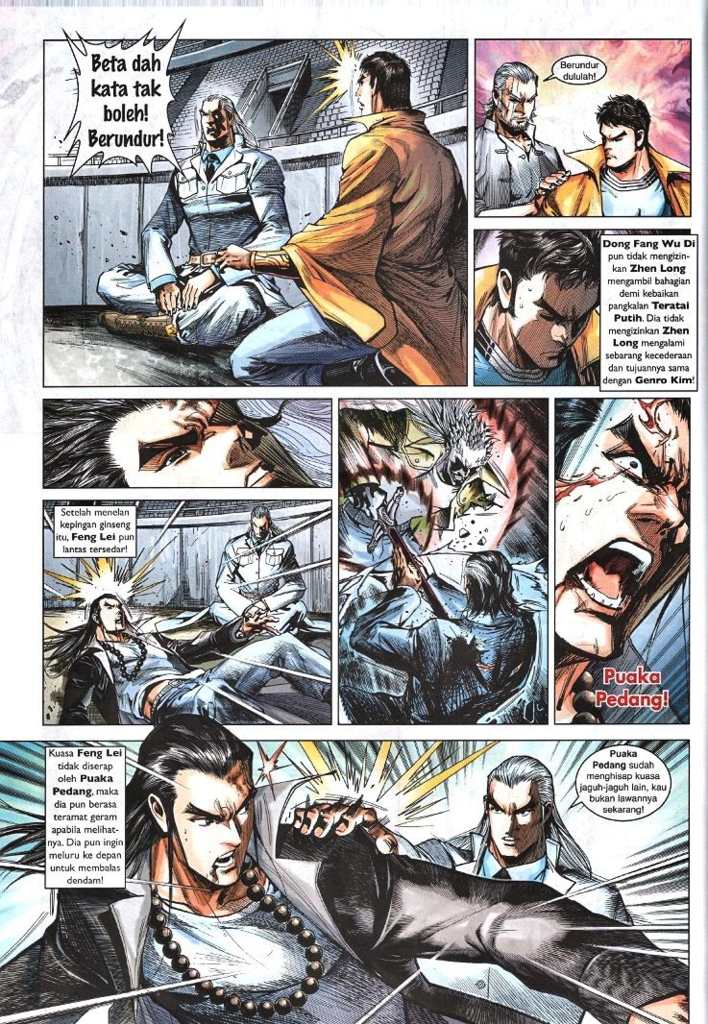 Beta dah
kata tak
boleh!
Berundur!
Berundur
dululah!
Dong Fang Wu Di
pun tidak mengizin-
kan Zhen Long
mengambil bahagian
demi kebaikan
pangkalan Teratai
Putih. Dia tidak
mengizinkan Zhen
Long mengalami
sebarang kecederaan
dan tujuannya sama
dengan Genro Kim!
Setelah menelan
kepingan ginseng
itu, Feng Lei pun
lantas tersedar!
Puaka
Pedang!
Kuasa Feng Lei
tidak diserap
oleh Puaka
Pedang, maka
dia pun berasa
teramat geram
apabila melihat-
nya. Dia pun ingin
meluru ke depan
untuk membalas
dendam!
Puaka
Pedang sudah
menghisap kuasa
jaguh-jaguh lain, kau
bukan lawannya
sekarang!